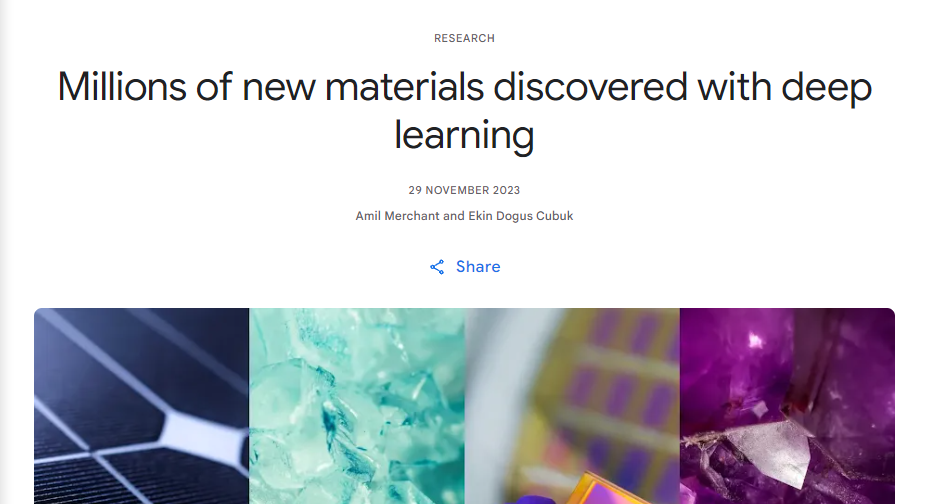 RESEARCH
Millions of new materials discovered with deep
learning
29 NOVEMBER 2023
Amil Merchant and Ekin Dogus Cubuk
Share